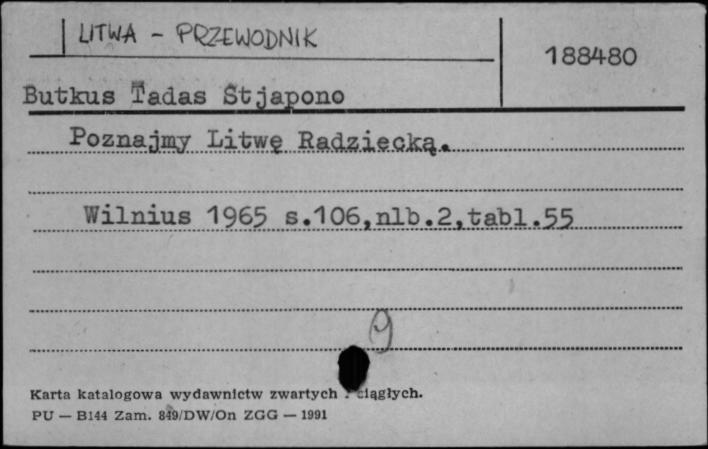 LITWA - PRZEWODNIK
188480
Butkus Tadas Stjapono
Poznajmy Litwę Radziecką.
Wilnius 1965 s.106,nlb.2,tabl.55
9
Karta katalogowa wydawnictw zwartych i ciągłych.
PU — B144 Zam. 849/DW/On ZGG — 1991